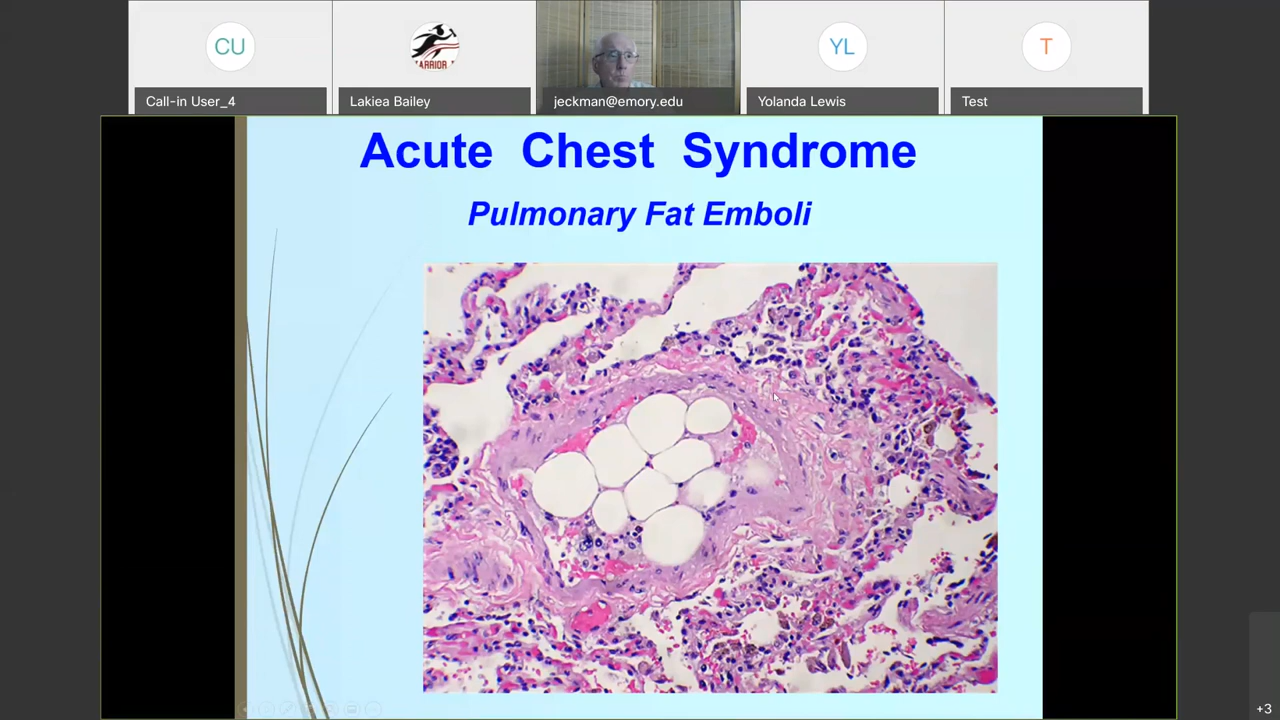 CU
YL
T
ARRIOR
Call-in User_4
Lakiea Bailey
jeckman@emory.edu
Yolanda Lewis
Test
Acute Chest Syndrome
Pulmonary Fat Emboli
+3